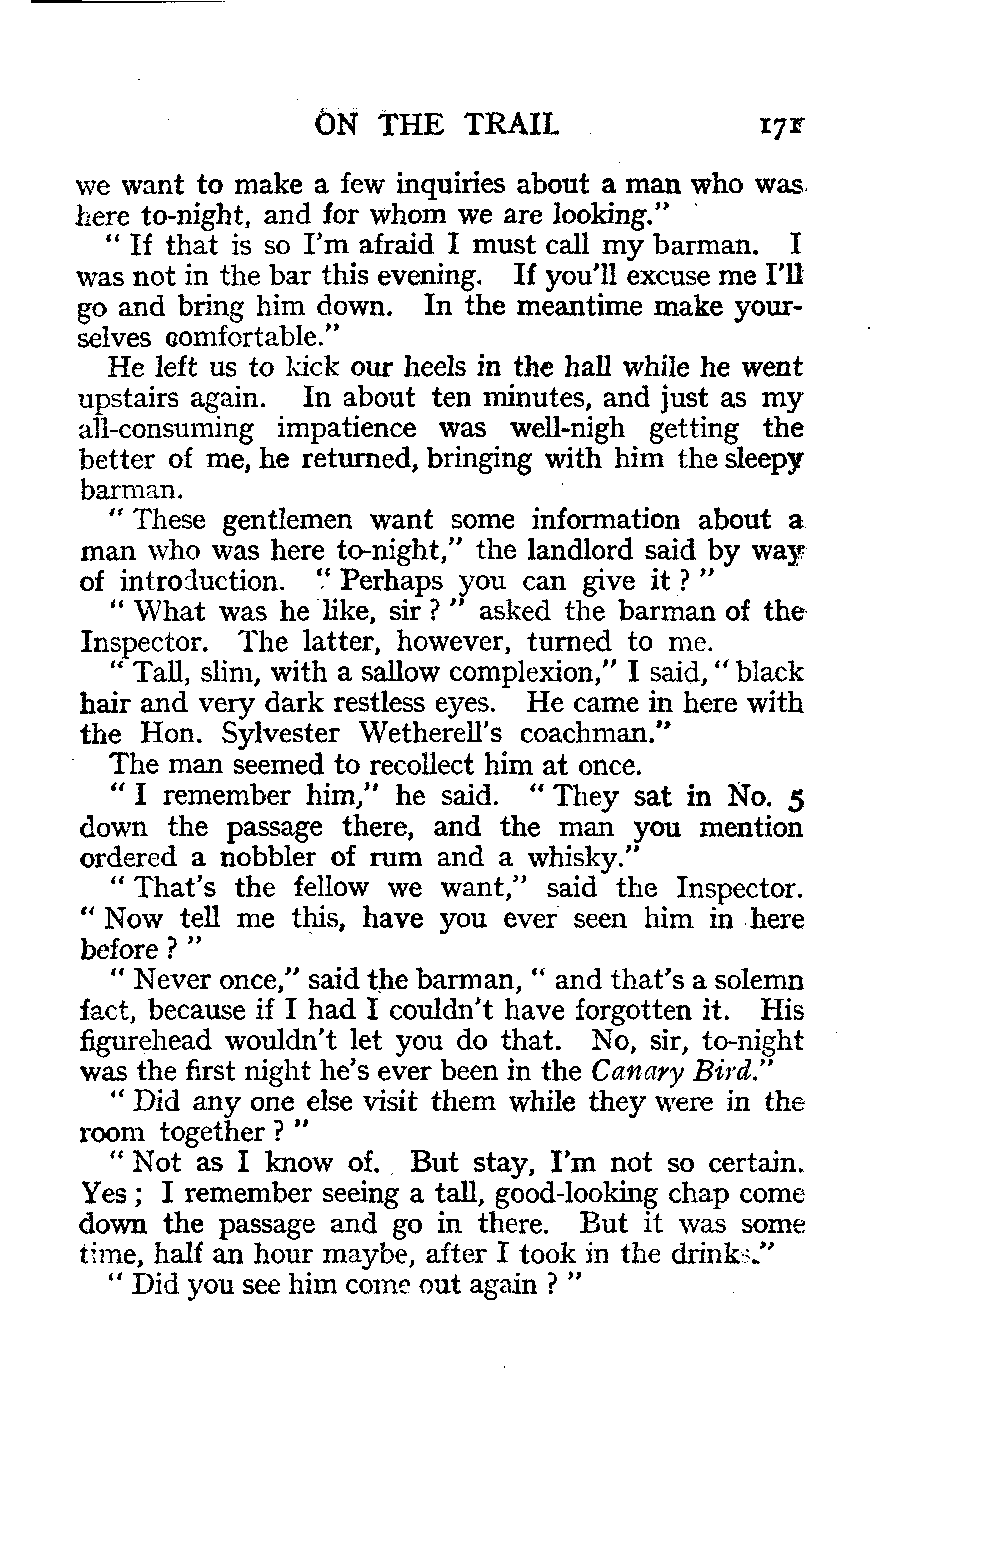 ON THE TRAIL 171
we want to make a few inquiries about a man who was
here to-night, and for whom we are looking."
" If that is so I'm afraid I must call my barman. I
was not in the bar this evening. If you'll excuse me I'll
go and bring him down. In the meantime make your-
selves comfortable."
He left us to kick our heels in the hall while he went
upstairs again. In about ten minutes, and just as my
all-consuming impatience was well-nigh getting the
better of me, he returned, bringing with him the sleepy
barman.
" These gentlemen want some information about a
man who was here to-night," the landlord said by way
of introduction. " Perhaps you can give it ? "
" What was he like, sir ? " asked the barman of the
Inspector. The latter, however, turned to me.
" Tall, slim, with a sallow complexion," I said, " black
hair and very dark restless eyes. He came in here with
the Hon. Sylvester Wetherell's coachman."
The man seemed to recollect him at once.
" I remember him," he said. " They sat in No. 5
down the passage there, and the man you mention
ordered a nobbler of rum and a whisky."
" That's the fellow we want," said the Inspector.
" Now tell me this, have you ever seen him in here
before ? "
" Never once," said the barman, " and that's a solemn
fact, because if I had I couldn't have forgotten it. His
figurehead wouldn't let you do that. No, sir, to-night
was the first night he's ever been in the Canary Bird."
" Did any one else visit them while they were in the
room together ? "
" Not as I know of. But stay, I'm not so certain.
Yes ; I remember seeing a tall, good-looking chap come
down the passage and go in there. But it was some
time, half an hour maybe, after I took in the drinks."
" Did you see him come out again ? "